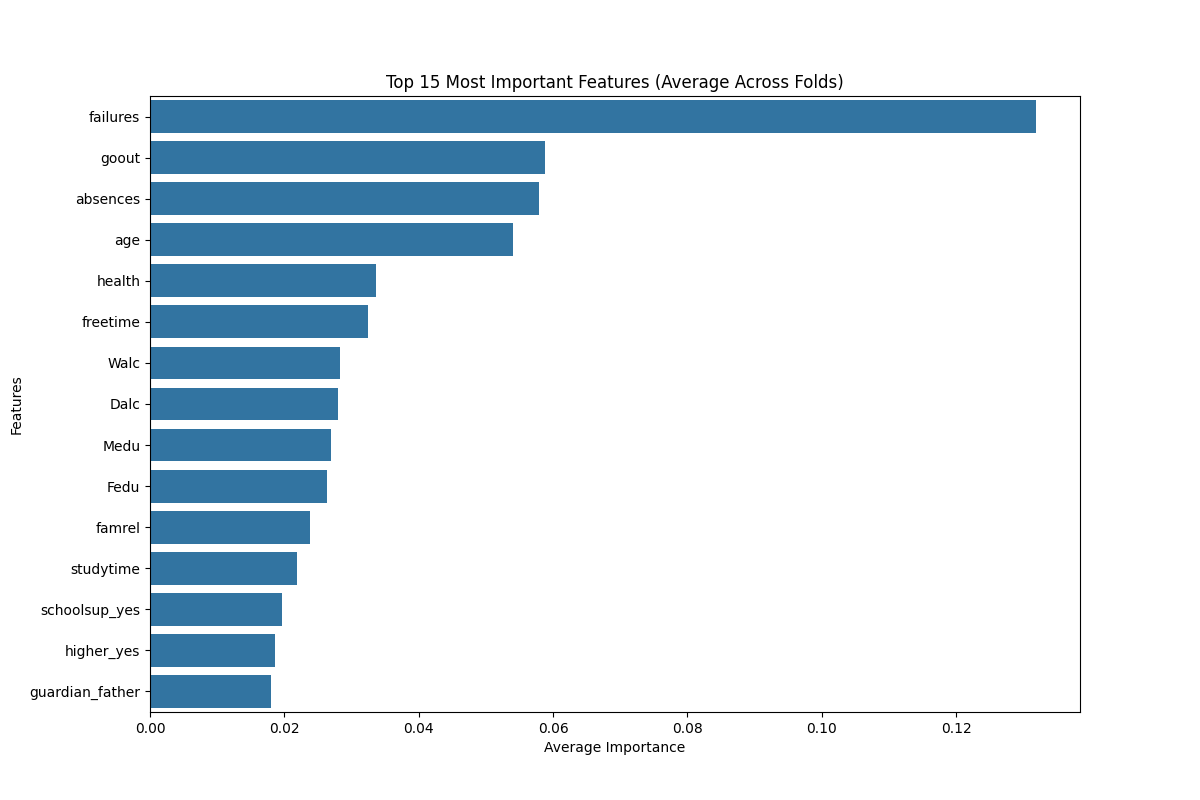 Top 15 Most Important Features (Average Across Folds)
failures
goout
absences
age
health
freetime
Walc
Dalc
Medu
Fedu
famrel
studytime
schoolsup_yes
higher_yes
guardian_father
Features
0.00 0.02 0.04 0.06 0.08 0.10 0.12
Average Importance